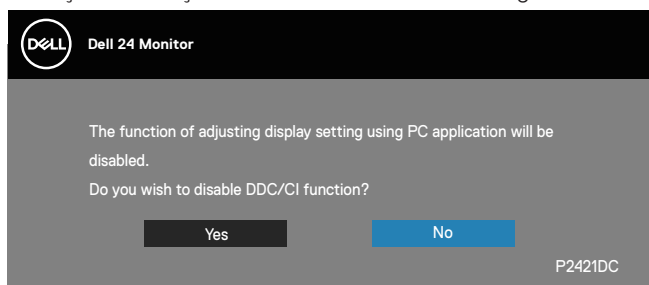 DELL
Dell 24 Monitor
The function of adjusting display setting using PC application will be
disabled.
Do you wish to disable DDC/CI function?
Yes
No
P2421DC